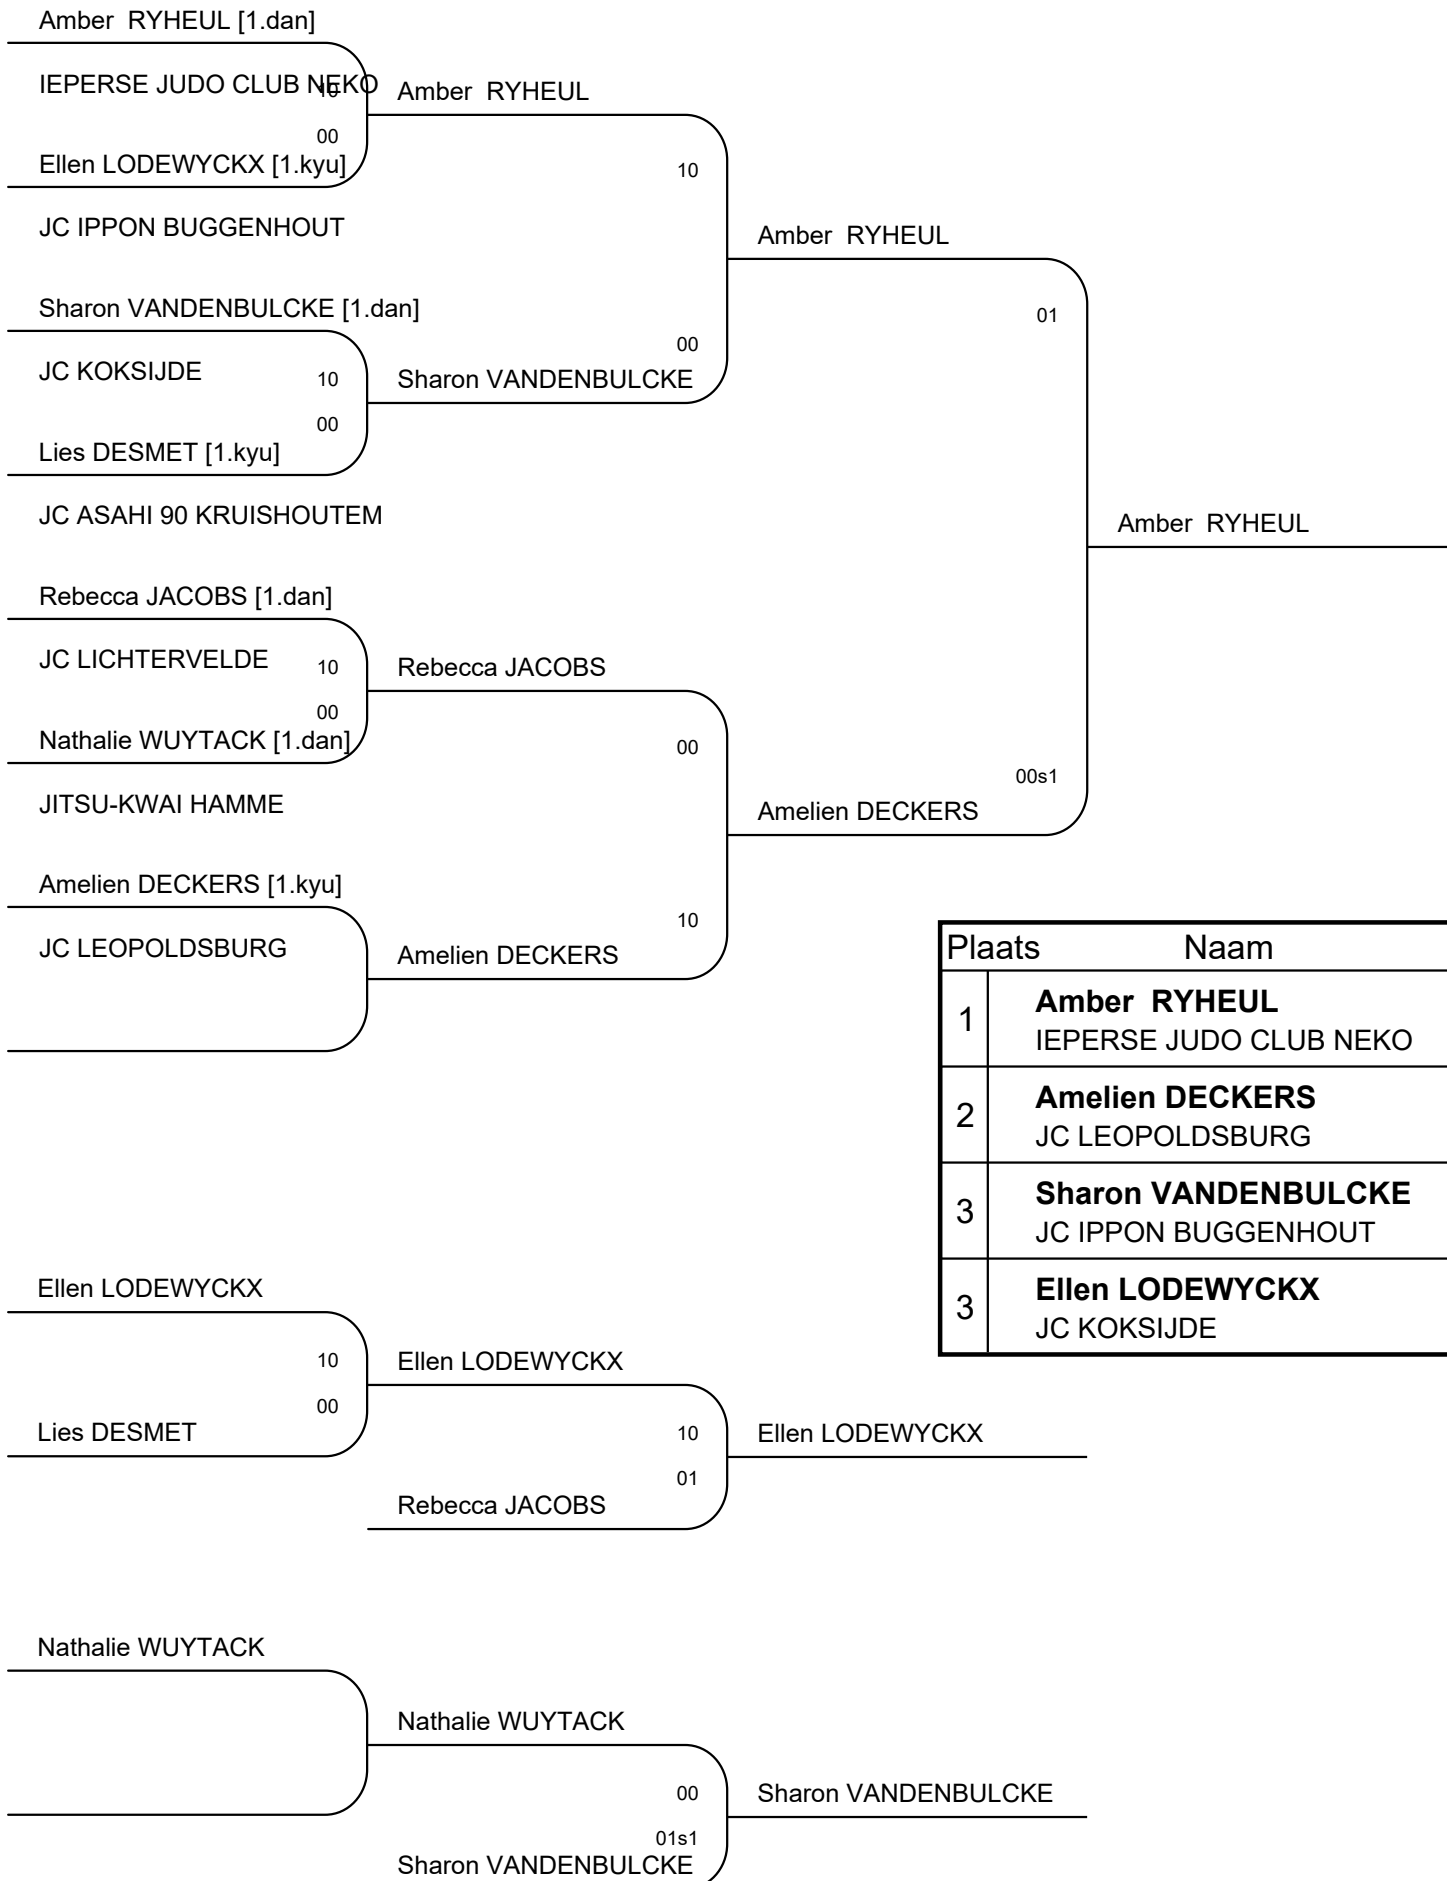 Amber  RYHEUL [1.dan]
IEPERSE JUDO CLUB NEKO
10
Amber  RYHEUL
00
Ellen LODEWYCKX [1.kyu]
10
JC IPPON BUGGENHOUT
Amber  RYHEUL
Sharon VANDENBULCKE [1.dan]
01
00
JC KOKSIJDE
10
Sharon VANDENBULCKE
00
Lies DESMET [1.kyu]
JC ASAHI 90 KRUISHOUTEM
Amber  RYHEUL
Rebecca JACOBS [1.dan]
JC LICHTERVELDE
10
Rebecca JACOBS
00
Nathalie WUYTACK [1.dan]
00
00s1
JITSU-KWAI HAMME
Amelien DECKERS
Amelien DECKERS [1.kyu]
10
JC LEOPOLDSBURG
Amelien DECKERS
Plaats Naam
1 Amber  RYHEUL
IEPERSE JUDO CLUB NEKO
2 Amelien DECKERS
JC LEOPOLDSBURG
3 Sharon VANDENBULCKE
JC IPPON BUGGENHOUT
3 Ellen LODEWYCKX
JC KOKSIJDE
Ellen LODEWYCKX
10
Ellen LODEWYCKX
00
Lies DESMET
10
Ellen LODEWYCKX
01
Rebecca JACOBS
Nathalie WUYTACK
Nathalie WUYTACK
00
Sharon VANDENBULCKE
01s1
Sharon VANDENBULCKE